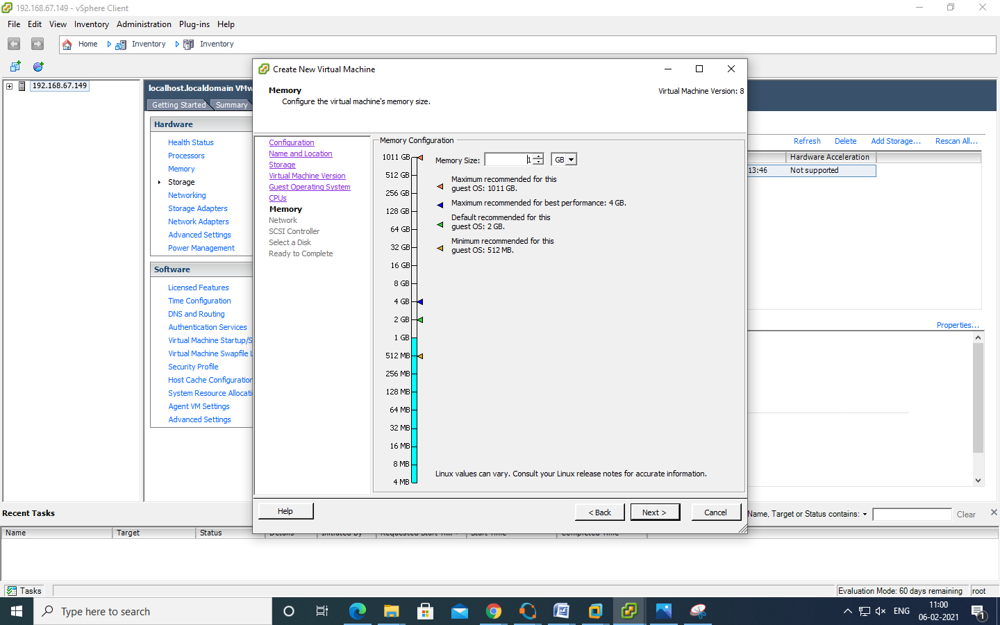 192.168.67.149 - vSphere Client
File Edit View Inventory Administration Plug-ins Help
Home Inventory Inventory
192.168.67.149
localhost.localdomain VMw
Getting Started Summary
Hardware
Health Status
Processors
Memory
Storage
Networking
Storage Adapters
Network Adapters
Advanced Settings
Power Management
Software
Licensed Features
Time Configuration
DNS and Routing
Authentication Services
Virtual Machine Startup/S
Virtual Machine Swapfile L
Security Profile
Host Cache Configuration
System Resource Allocati
Agent VM Settings
Advanced Settings
Create New Virtual Machine
Memory
Configure the virtual machine's memory size.
Virtual Machine Version: 8
Configuration
Name and Location
Storage
Virtual Machine Version
Guest Operating System
CPUs
Memory
Network
SCSI Controller
Select a Disk
Ready to Complete
Memory Configuration
1011 GB
512 GB
256 GB
128 GB
64 GB
32 GB
16 GB
8 GB
4 GB
2 GB
1 GB
512 MB
256 MB
128 MB
64 MB
32 MB
16 MB
8 MB
4 MB
Memory Size: 1 GB
Maximum recommended for this
guest OS: 1011 GB.
Maximum recommended for best performance: 4 GB.
Default recommended for this
guest OS: 2 GB.
Minimum recommended for this
guest OS: 512 MB.
Linux values can vary. Consult your Linux release notes for accurate information.
Help < Back Next > Cancel
Refresh Delete Add Storage... Rescan All...
Hardware Acceleration
13:46 Not supported
Properties...
Recent Tasks
Name, Target or Status contains: Clear
Name Target Status Details Initiated by Requested Start Ti... Start Time Completed Time
Tasks
Evaluation Mode: 60 days remaining root
Type here to search
ENG
11:00
06-02-2021
1